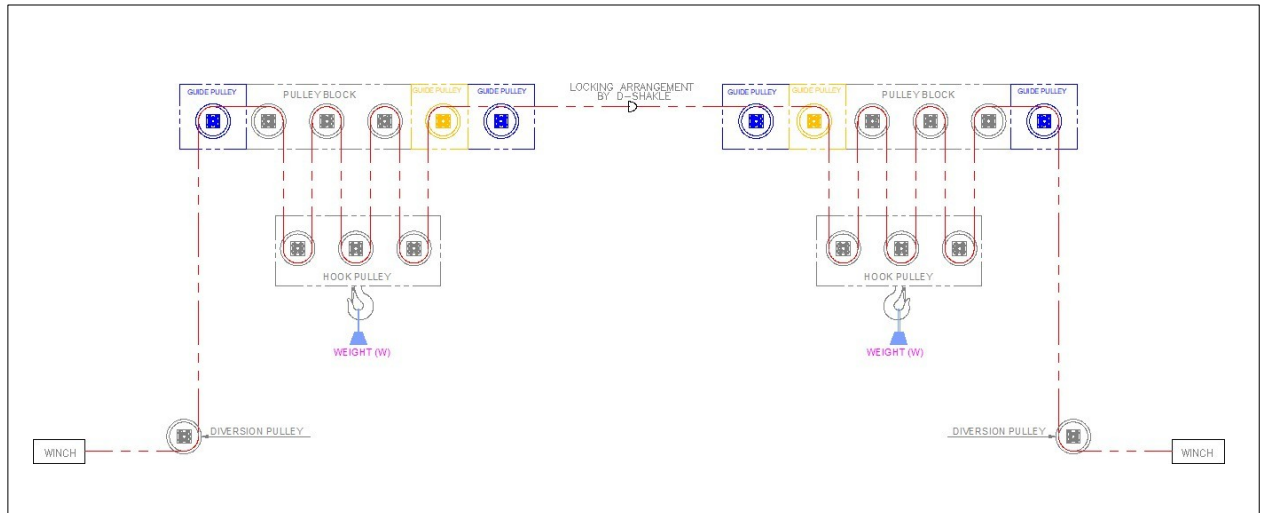 GUIDE PULLEY
PULLEY BLOCK
GUIDE PULLEY
GUIDE PULLEY
LOCKING ARRANGEMENT
BY D-SHAKLE
GUIDE PULLEY
GUIDE PULLEY
PULLEY BLOCK
GUIDE PULLEY
HOOK PULLEY
HOOK PULLEY
WEIGHT (W)
WEIGHT (W)
DIVERSION PULLEY
DIVERSION PULLEY
WINCH
WINCH